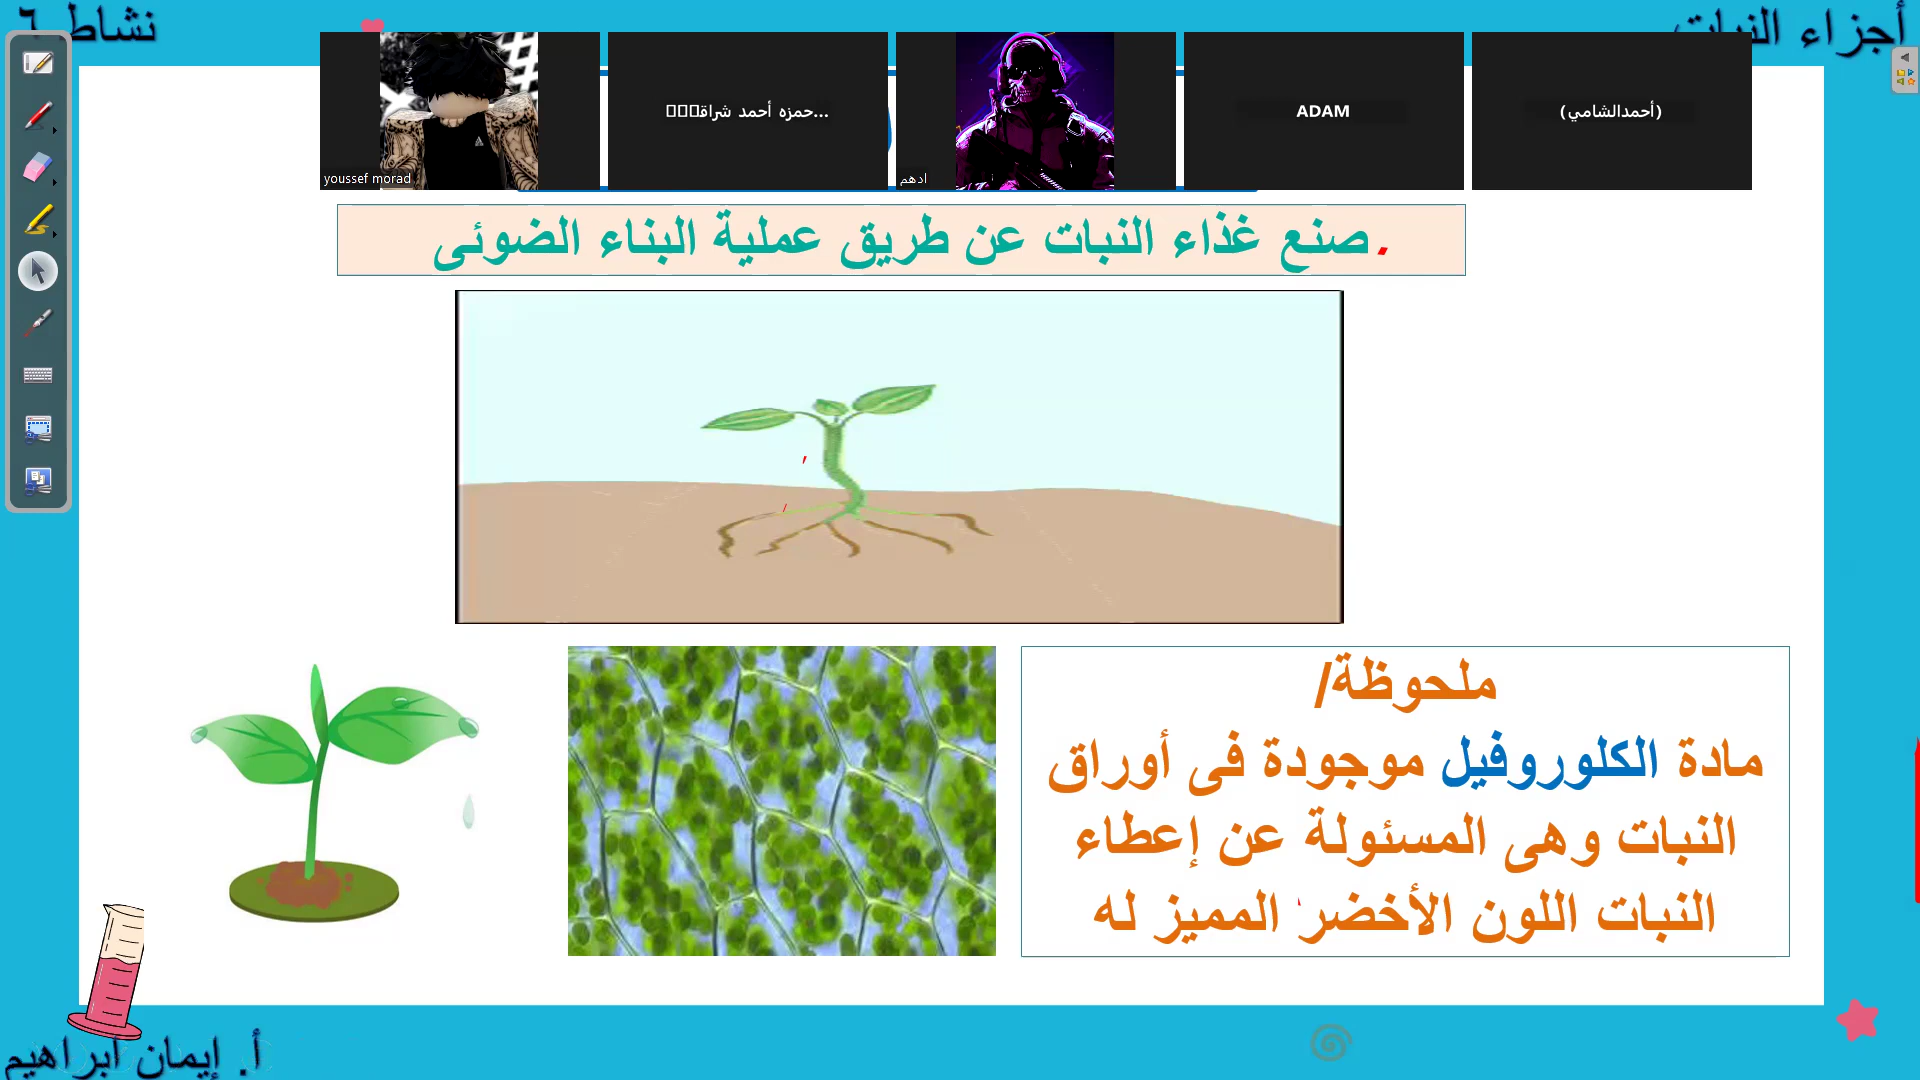 أجزاء النبات
نشاط ٦
youssef morad
حمزه أحمد شراق...
ادهم
ADAM
(أحمدالشامي)
صنع غذاء النبات عن طريق عملية البناء الضوئى
ملحوظة/
مادة الكلوروفيل موجودة فى أوراق
النبات وهى المسئولة عن إعطاء
النبات اللون الأخضر المميز له
أ. إيمان ابراهيم